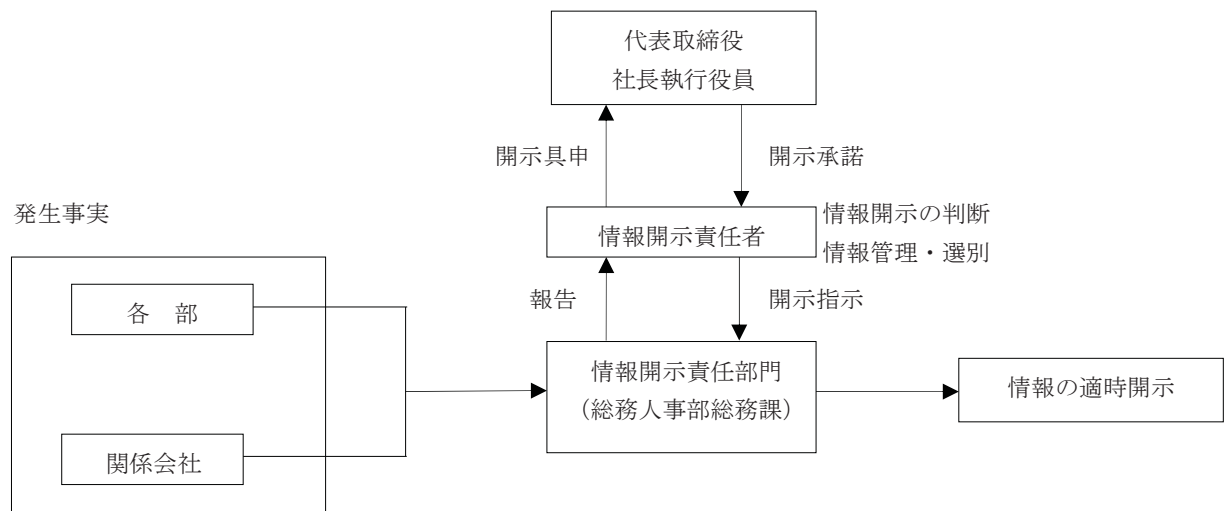 代表取締役
社長執行役員
開示具申
開示承諾
発生事実
情報開示責任者
情報開示の判断
情報管理・選別
各　部
報告
開示指示
情報開示責任部門
（総務人事部総務課）
情報の適時開示
関係会社